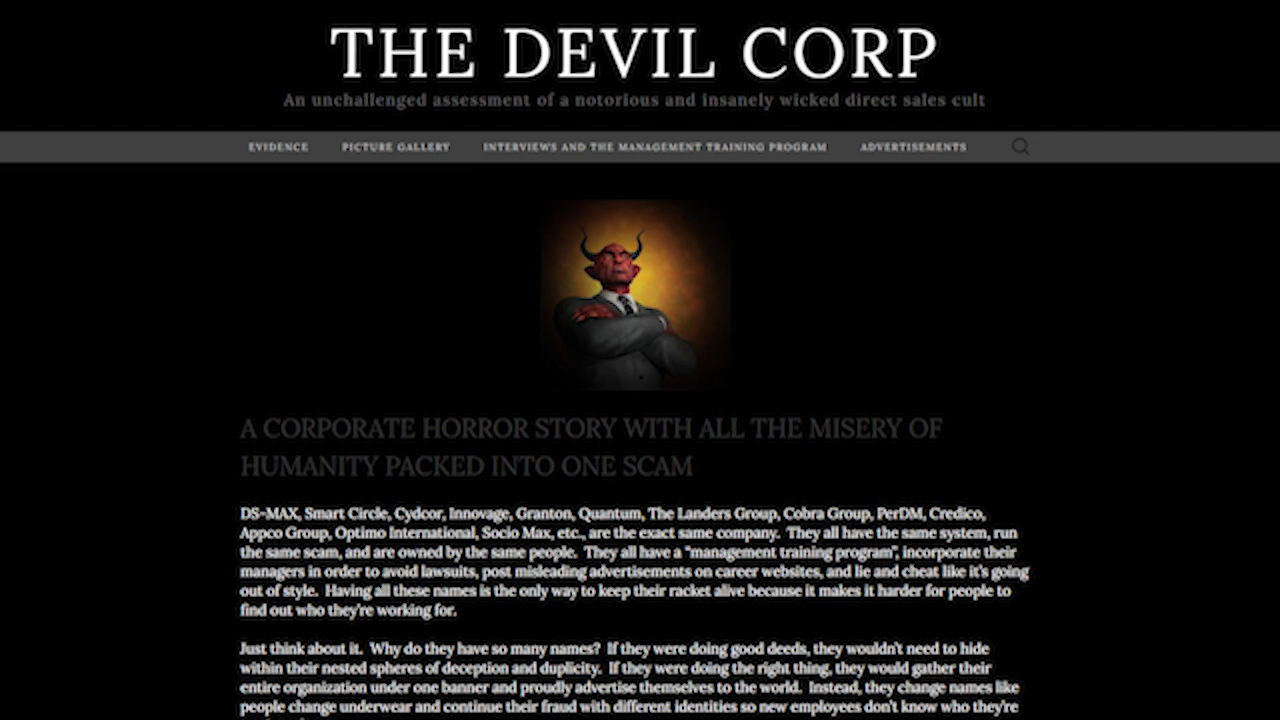 THE DEVIL CORP
An unchallenged assessment of a notorious and insanely wicked direct sales cult
EVIDENCE PICTURE GALLERY INTERVIEWS AND THE MANAGEMENT TRAINING PROGRAM ADVERTISEMENTS
A CORPORATE HORROR STORY WITH ALL THE MISERY OF
HUMANITY PACKED INTO ONE SCAM
DS-MAX, Smart Circle, Cydcor, Innovage, Granton, Quantum, The Landers Group, Cobra Group, PerDM, Credico,
Appco Group, Optimo International, Socio Max, etc., are the exact same company. They all have the same system, run
the same scam, and are owned by the same people. They all have a "management training program", incorporate their
managers in order to avoid lawsuits, post misleading advertisements on career websites, and lie and cheat like it's going
out of style. Having all these names is the only way to keep their racket alive because it makes it harder for people to
find out who they're working for.
Just think about it. Why do they have so many names? If they were doing good deeds, they wouldn't need to hide
within their nested spheres of deception and duplicity. If they were doing the right thing, they would gather their
entire organization under one banner and proudly advertise themselves to the world. Instead, they change names like
people change underwear and continue their fraud with different identities so new employees don't know who they're